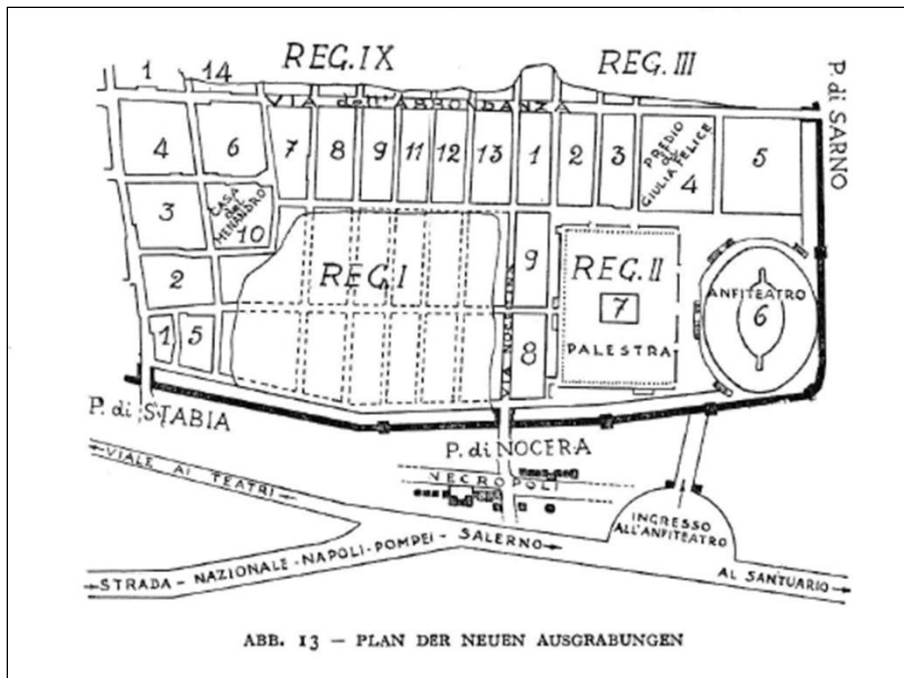 REG. IX
REG. III
P. di SARNO
1
14
VIA dell'ABBONDANZA
4
6
7
8
9
11
12
13
1
2
3
PREDIO
di
GIULIA FELICE
4
5
3
CASA
del
MENANDRO
10
2
REG. I
9
REG. II
7
ANFITEATRO
6
VIA NOCERA
1
5
8
PALESTRA
P. di STABIA
P. di NOCERA
VIALE AI TEATRI
NECROPOLI
INGRESSO
ALL'ANFITEATRO
STRADA - NAZIONALE - NAPOLI - POMPEI - SALERNO
AL SANTUARIO
ABB. 13 — PLAN DER NEUEN AUSGRABUNGEN